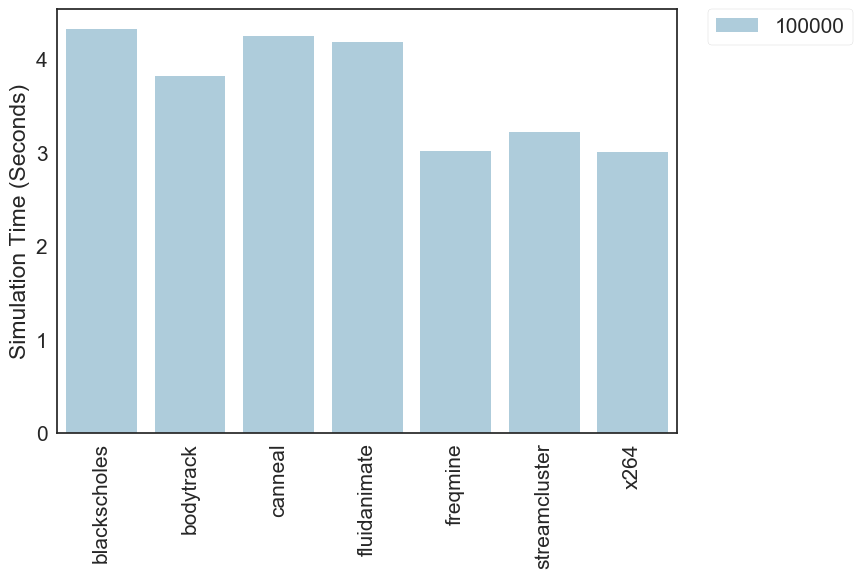 100000
Simulation Time (Seconds)
4
3
2
1
0
blackscholes
bodytrack
canneal
fluidanimate
freqmine
streamcluster
x264